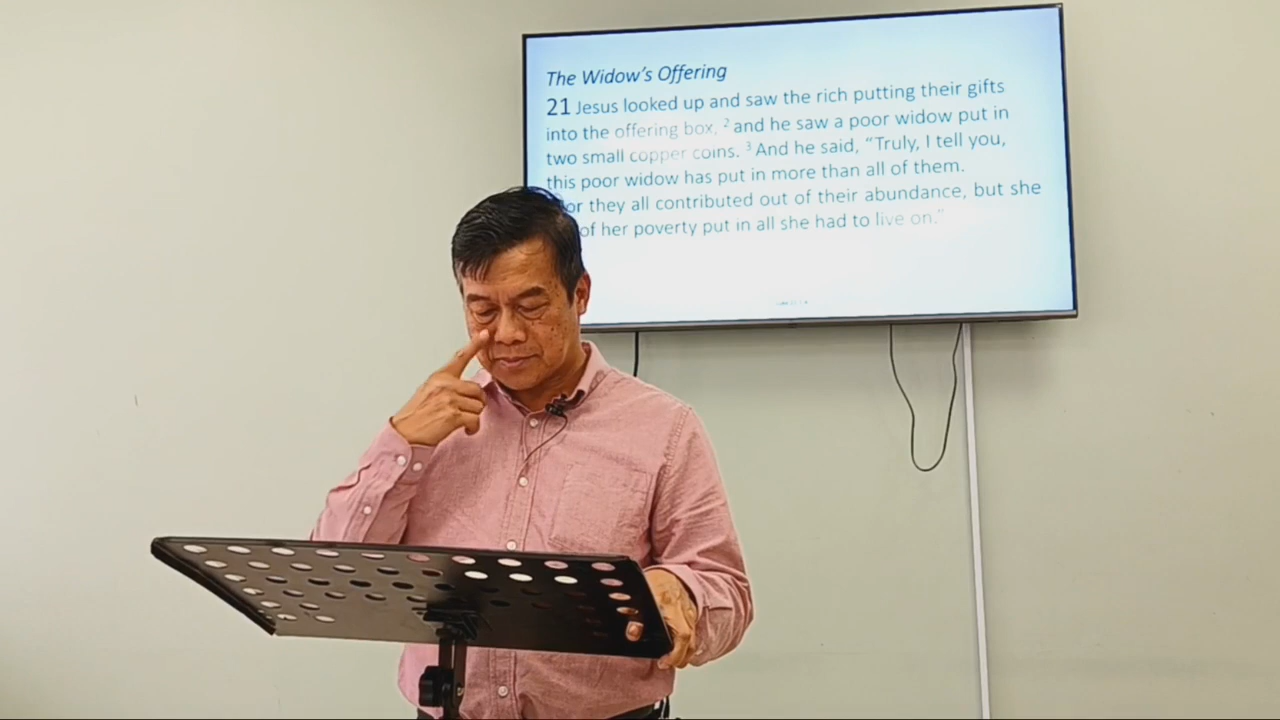 The Widow's Offering
21 Jesus looked up and saw the rich putting their gifts
into the offering box, 2 and he saw a poor widow put in
two small copper coins. 3 And he said, “Truly, I tell you,
this poor widow has put in more than all of them.
or they all contributed out of their abundance, but she
of her poverty put in all she had to live on.”